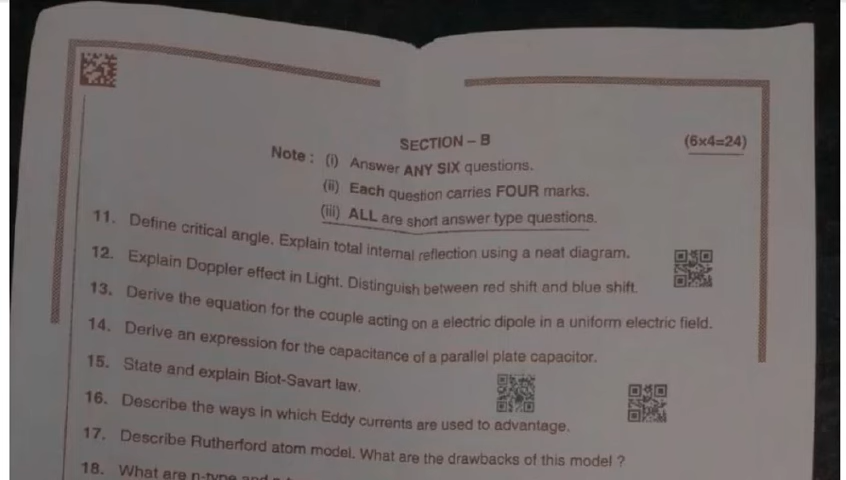 SECTION – B
(6×4=24)
Note : (i) Answer ANY SIX questions.
(ii) Each question carries FOUR marks.
(iii) ALL are short answer type questions.
11. Define critical angle. Explain total internal reflection using a neat diagram.
12. Explain Doppler effect in Light. Distinguish between red shift and blue shift.
13. Derive the equation for the couple acting on a electric dipole in a uniform electric field.
14. Derive an expression for the capacitance of a parallel plate capacitor.
15. State and explain Biot-Savart law.
16. Describe the ways in which Eddy currents are used to advantage.
17. Describe Rutherford atom model. What are the drawbacks of this model ?
18. What are n-type and